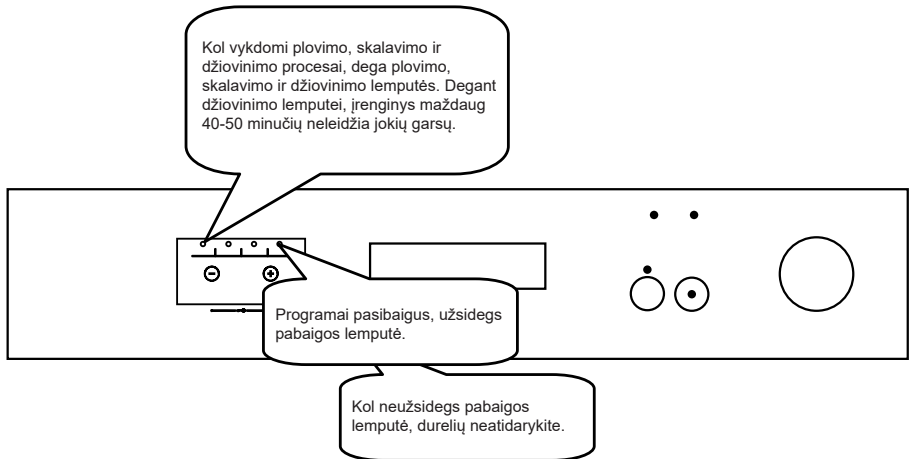 Kol vykdomi plovimo, skalavimo ir
džiovinimo procesai, dega plovimo,
skalavimo ir džiovinimo lemputės. Degant
džiovinimo lemputei, įrenginys maždaug
40-50 minučių neleidžia jokių garsų.
Programai pasibaigus, užsidegs
pabaigos lemputė.
Kol neužsidegs pabaigos
lemputė, durelių neatidarykite.